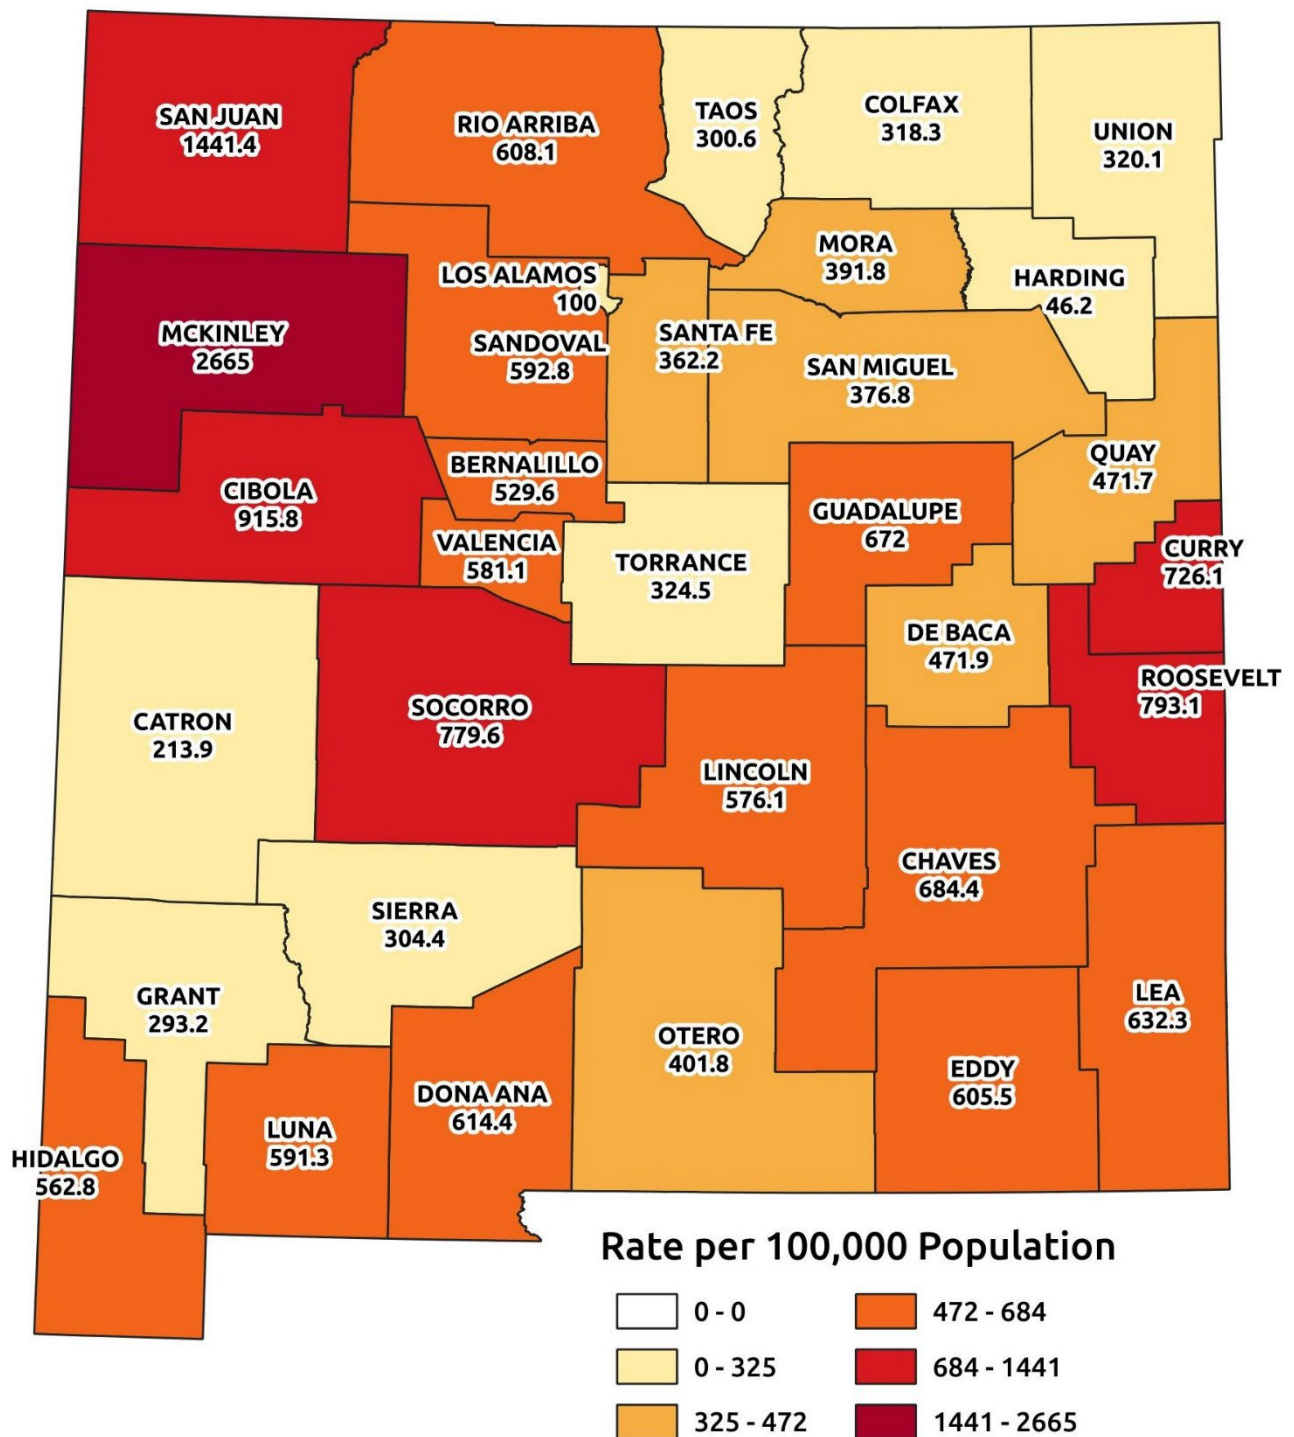 SAN JUAN
1441.4
RIO ARRIBA
608.1
TAOS
300.6
COLFAX
318.3
UNION
320.1
MORA
391.8
HARDING
46.2
LOS ALAMOS
100
MCKINLEY
2665
SANDOVAL
592.8
SANTA FE
362.2
SAN MIGUEL
376.8
QUAY
471.7
BERNALILLO
529.6
CIBOLA
915.8
GUADALUPE
672
VALENCIA
581.1
TORRANCE
324.5
CURRY
726.1
DE BACA
471.9
ROOSEVELT
793.1
CATRON
213.9
SOCORRO
779.6
LINCOLN
576.1
CHAVES
684.4
SIERRA
304.4
GRANT
293.2
LEA
632.3
OTERO
401.8
EDDY
605.5
DONA ANA
614.4
LUNA
591.3
HIDALGO
562.8
Rate per 100,000 Population
0 - 0
0 - 325
325 - 472
472 - 684
684 - 1441
1441 - 2665